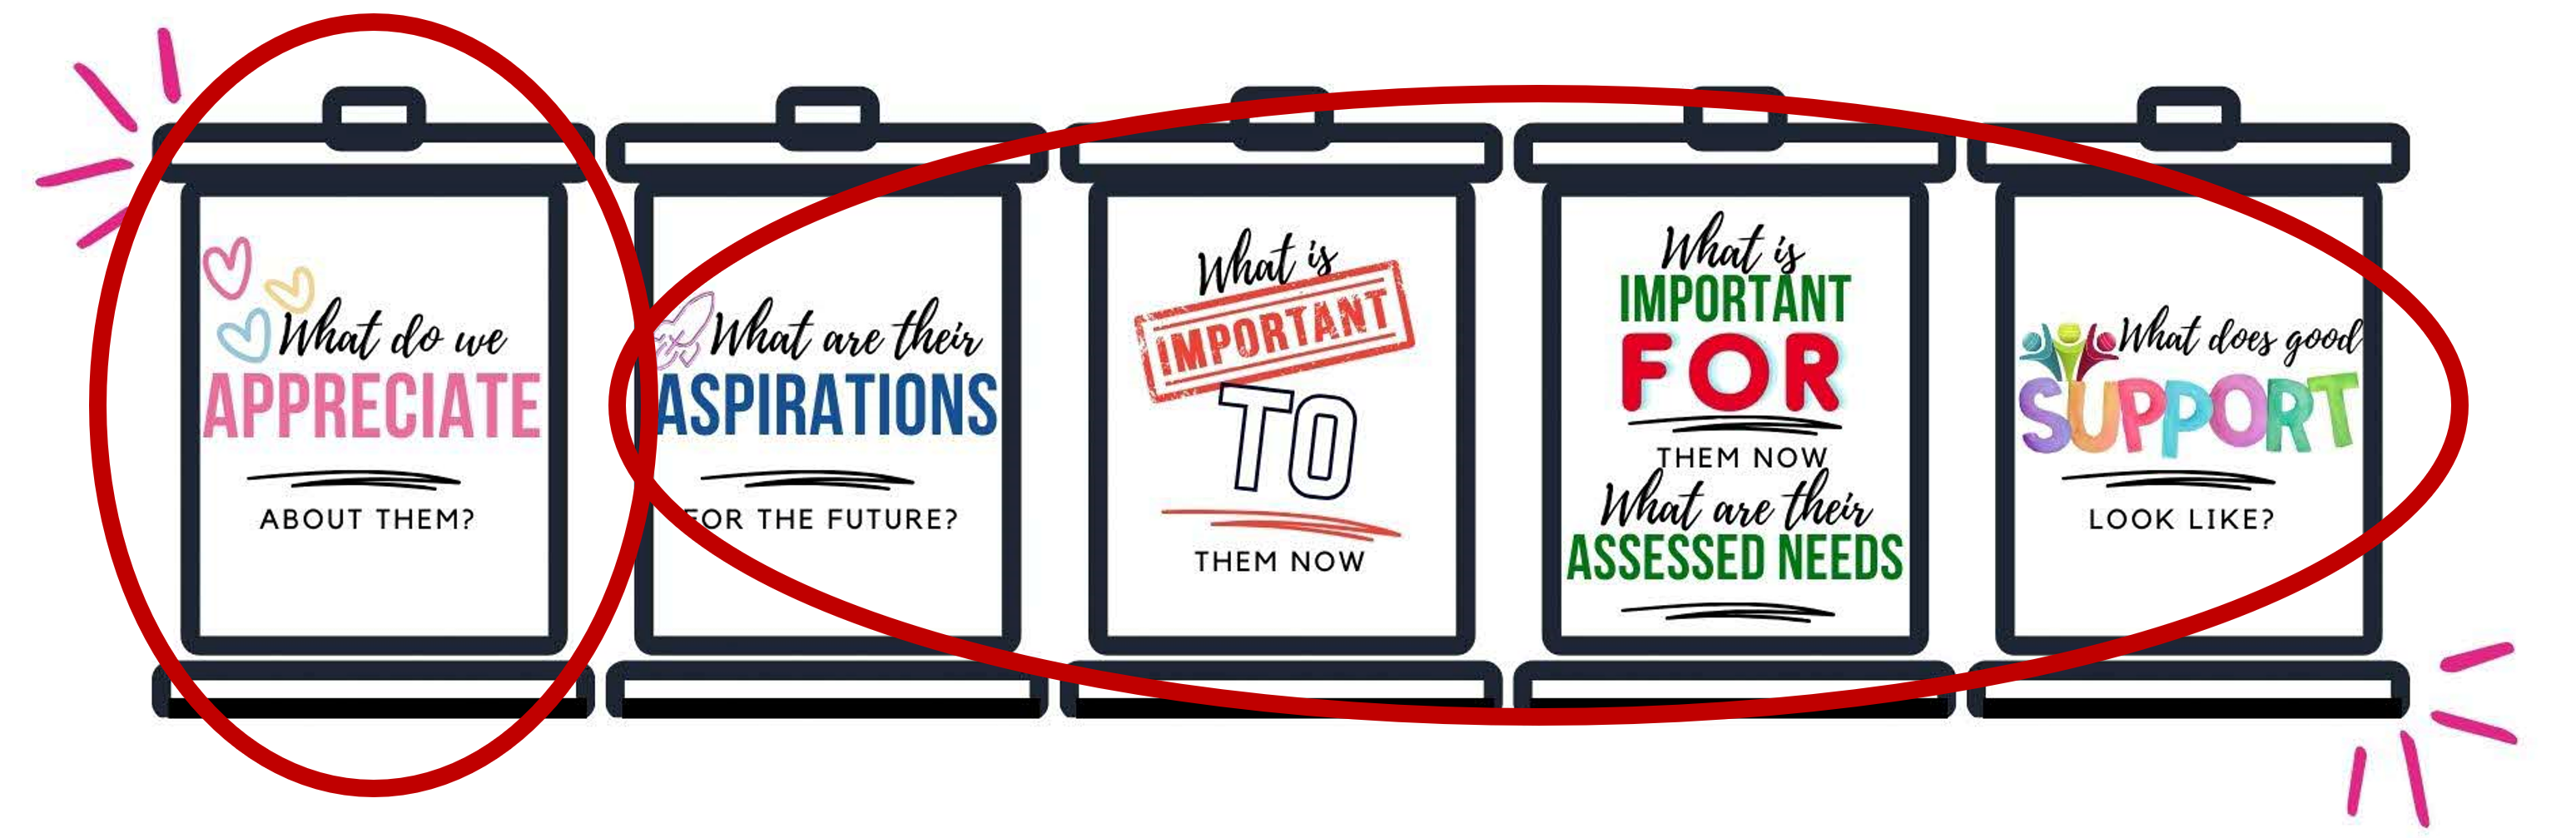 What do we
APPRECIATE
ABOUT THEM?
What are their
ASPIRATIONS
FOR THE FUTURE?
What is
IMPORTANT
TO
THEM NOW
What is
IMPORTANT
FOR
THEM NOW
What are their
ASSESSED NEEDS
What does good
SUPPORT
LOOK LIKE?